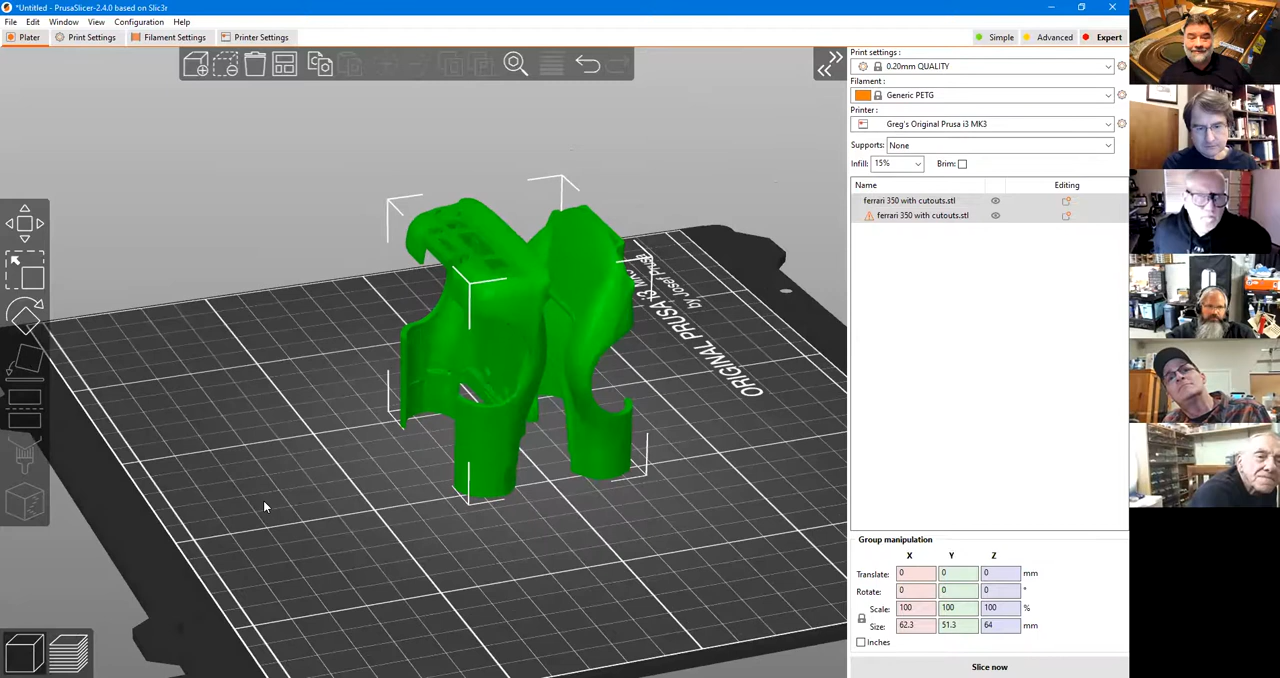 *Untitled - PrusaSlicer-2.4.0 based on Slic3r
File Edit Window View Configuration Help
Plater Print Settings Filament Settings Printer Settings Simple Advanced Expert
Print settings :
0.20mm QUALITY
Filament :
Generic PETG
Printer :
Greg's Original Prusa i3 MK3
Supports: None
Infill: 15% Brim:
Name Editing
ferrari 350 with cutouts.stl
ferrari 350 with cutouts.stl
ORIGINAL PRUSA i3
by Josef Prusa
Group manipulation
X Y Z
Translate: 0 0 0 mm
Rotate: 0 0 0 °
Scale: 100 100 100 %
Size: 62.3 51.3 64 mm
Inches
Slice now